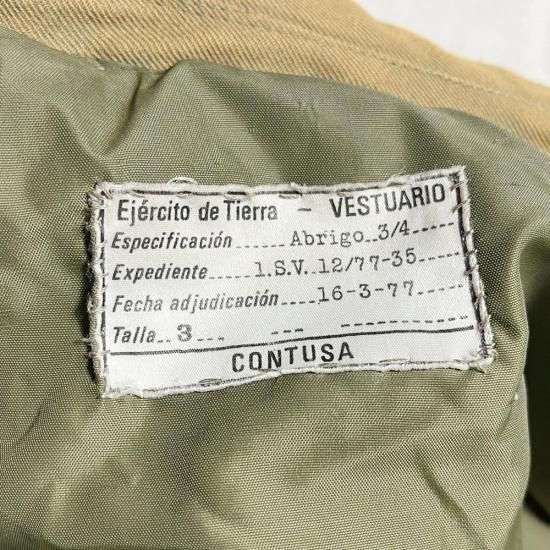 Ejército de Tierra - VESTUARIO
Especificación ..... Abrigo..3/4 -----
Expediente ..... 1.S.V. 12/77-35.....
Fecha adjudicación .... 16-3-77 .....
Talla .. 3 ... --- ----------
CONTUSA